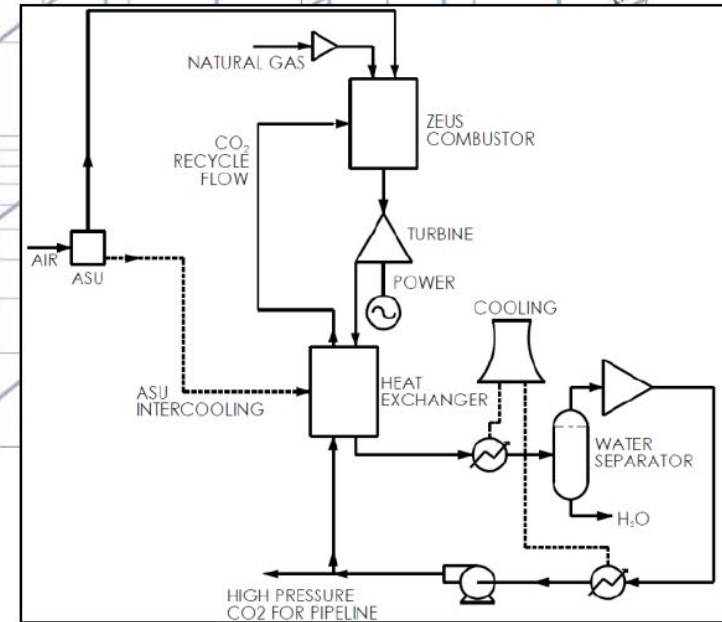 NATURAL GAS
ZEUS
COMBUSTOR
CO₂
RECYCLE
FLOW
TURBINE
AIR
ASU
POWER
COOLING
HEAT
EXCHANGER
ASU
INTERCOOLING
WATER
SEPARATOR
H₂O
HIGH PRESSURE
CO2 FOR PIPELINE